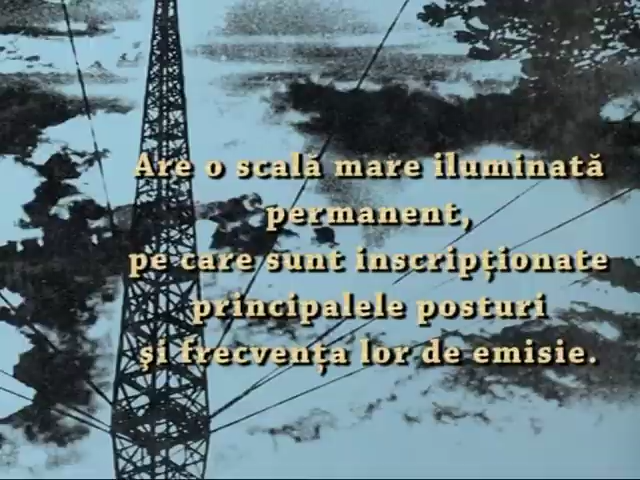 Are o scală mare iluminată
permanent,
pe care sunt inscripționate
principalele posturi
și frecvența lor de emisie.